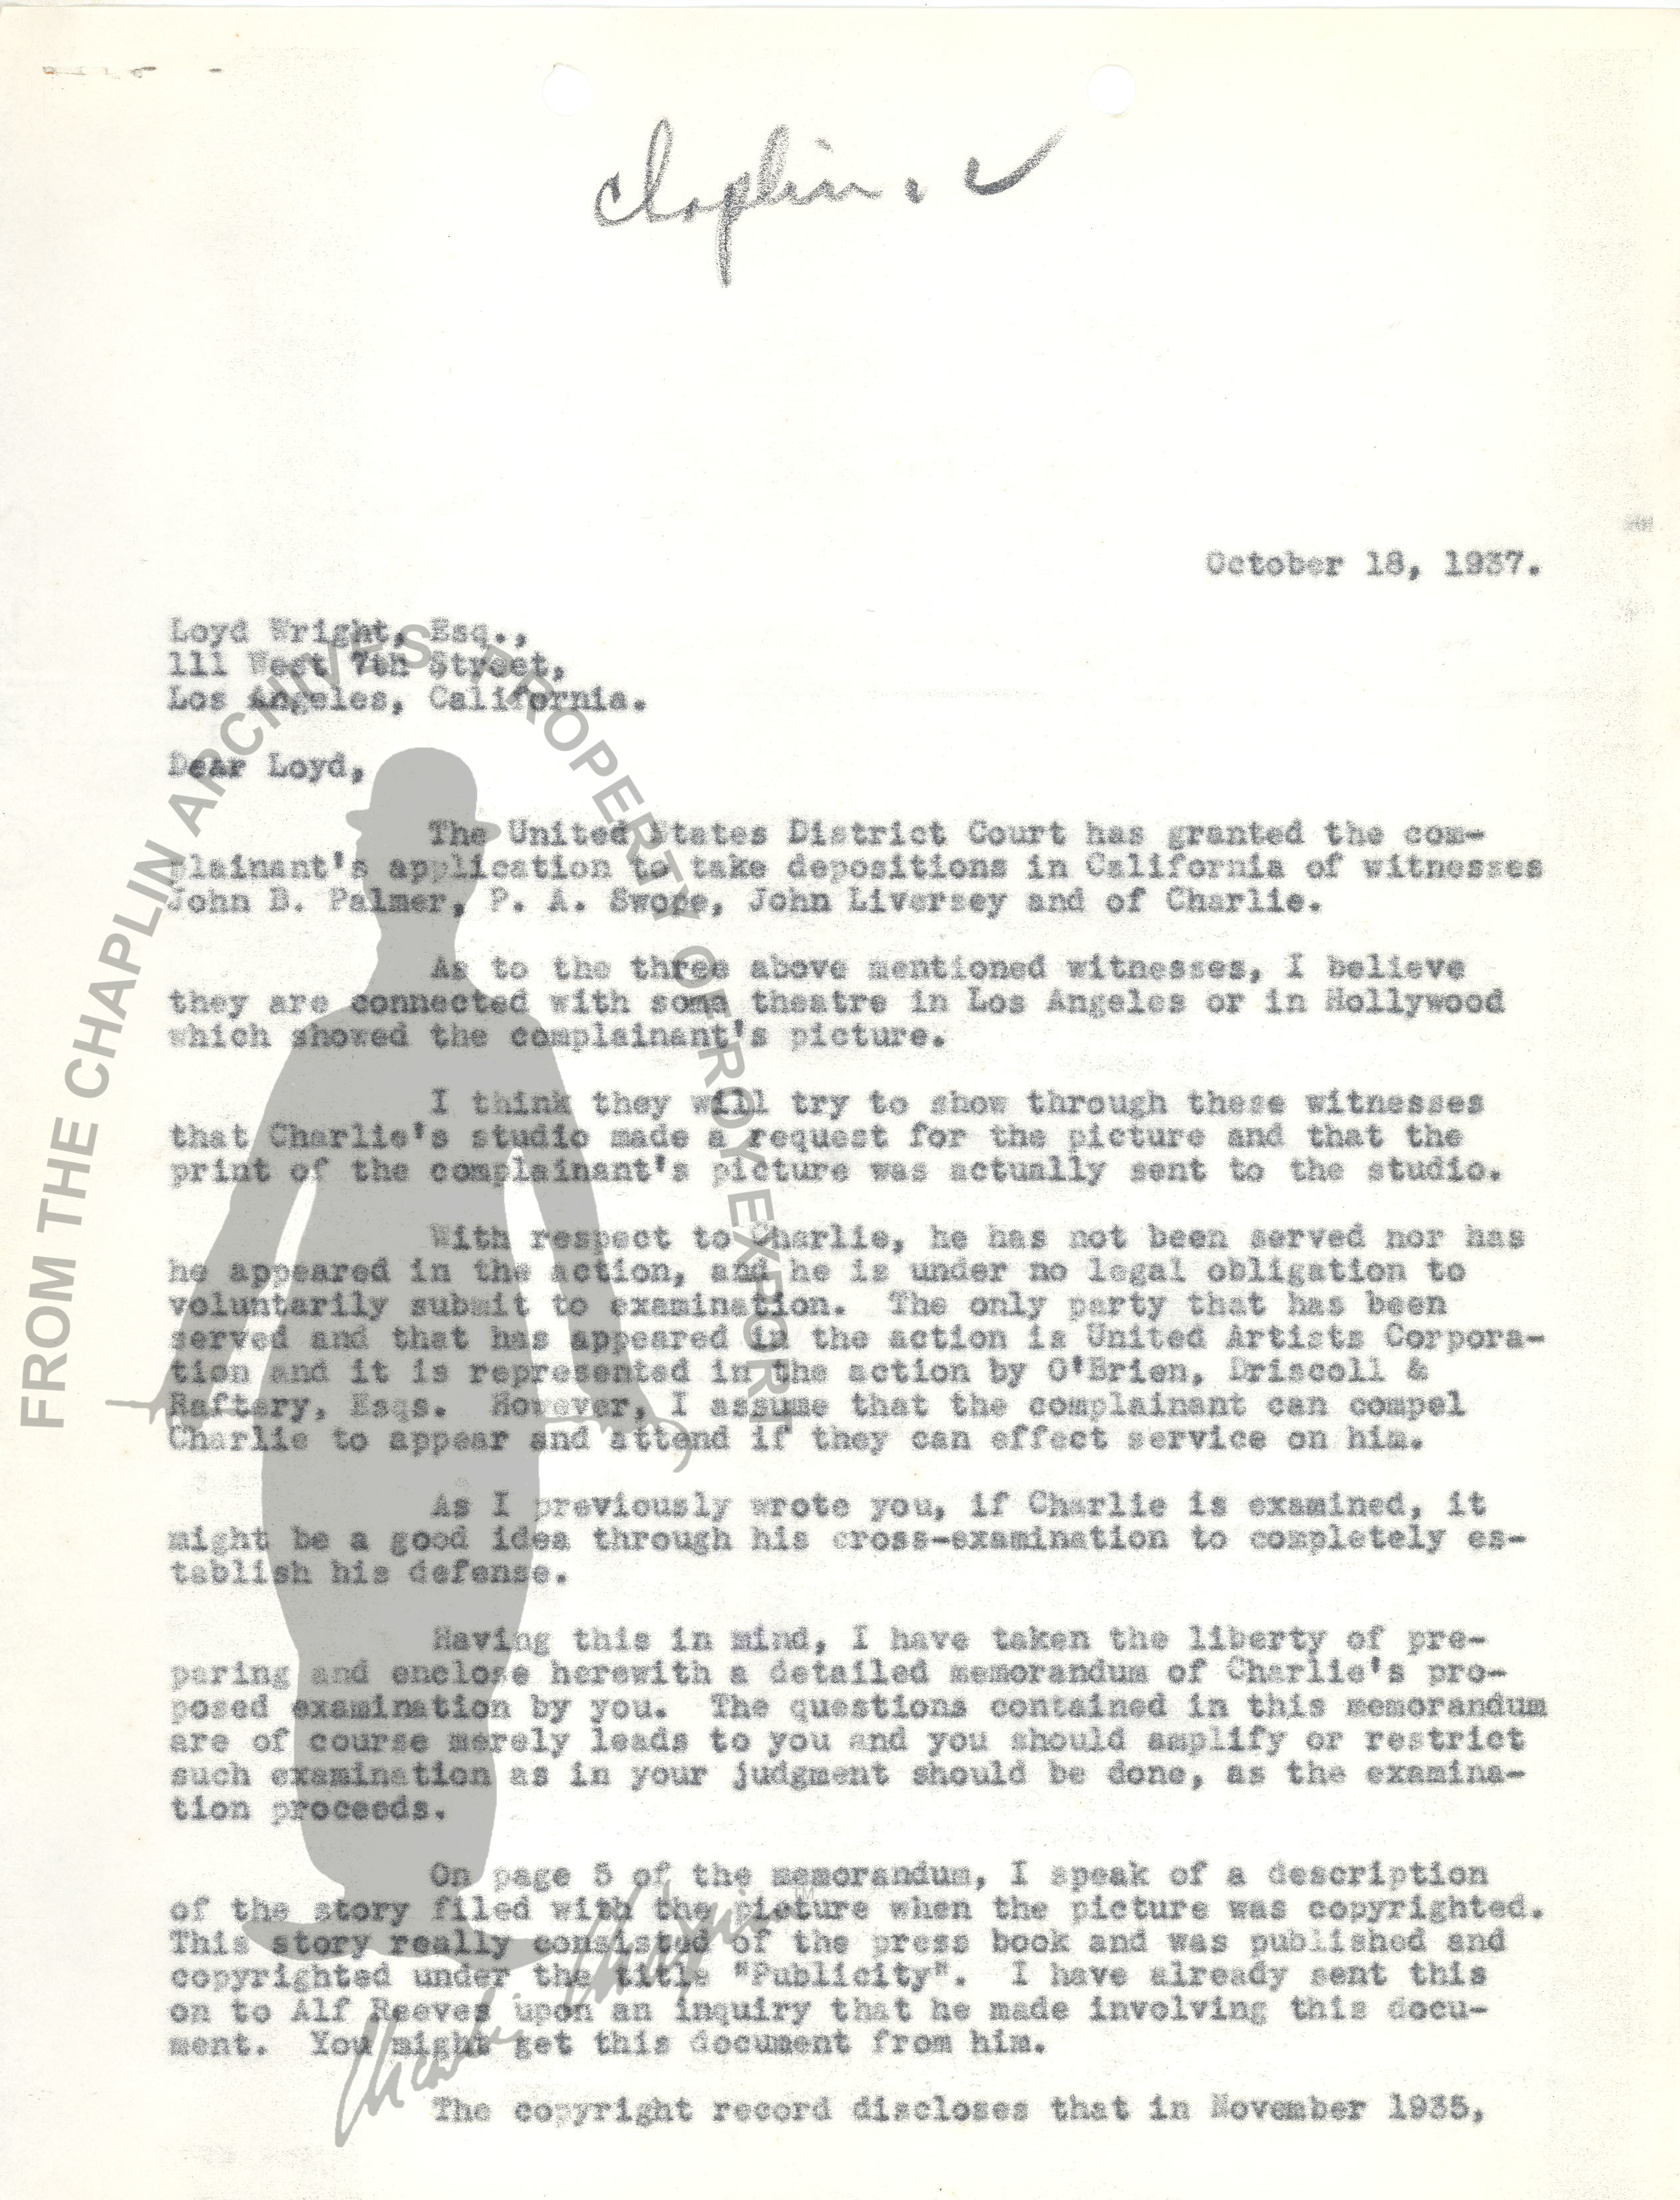 Chaplin. ✓
October 18, 1937.
Loyd Wright, Esq.,
111 West 7th Street,
Los Angeles, California.
Dear Loyd,
The United States District Court has granted the com-
plainant's application to take depositions in California of witnesses
John B. Palmer, P. A. Swope, John Liversey and of Charlie.
As to the three above mentioned witnesses, I believe
they are connected with some theatre in Los Angeles or in Hollywood
which showed the complainant's picture.
I think they will try to show through these witnesses
that Charlie's studio made a request for the picture and that the
print of the complainant's picture was actually sent to the studio.
With respect to Charlie, he has not been served nor has
he appeared in the action, and he is under no legal obligation to
voluntarily submit to examination. The only party that has been
served and that has appeared in the action is United Artists Corpora-
tion and it is represented in the action by O'Brien, Driscoll &
Raftery, Esqs. However, I assume that the complainant can compel
Charlie to appear and attend if they can effect service on him.
As I previously wrote you, if Charlie is examined, it
might be a good idea through his cross-examination to completely es-
tablish his defense.
Having this in mind, I have taken the liberty of pre-
paring and enclose herewith a detailed memorandum of Charlie's pro-
posed examination by you. The questions contained in this memorandum
are of course merely leads to you and you should amplify or restrict
such examination as in your judgment should be done, as the examina-
tion proceeds.
On page 5 of the memorandum, I speak of a description
of the story filed with the picture when the picture was copyrighted.
This story really consisted of the press book and was published and
copyrighted under the title "Publicity". I have already sent this
on to Alf Reeves upon an inquiry that he made involving this docu-
ment. You might get this document from him.
The copyright record discloses that in November 1935,
FROM THE CHAPLIN ARCHIVES. PROPERTY OF ROY EXPORT
Charlie Chaplin TM